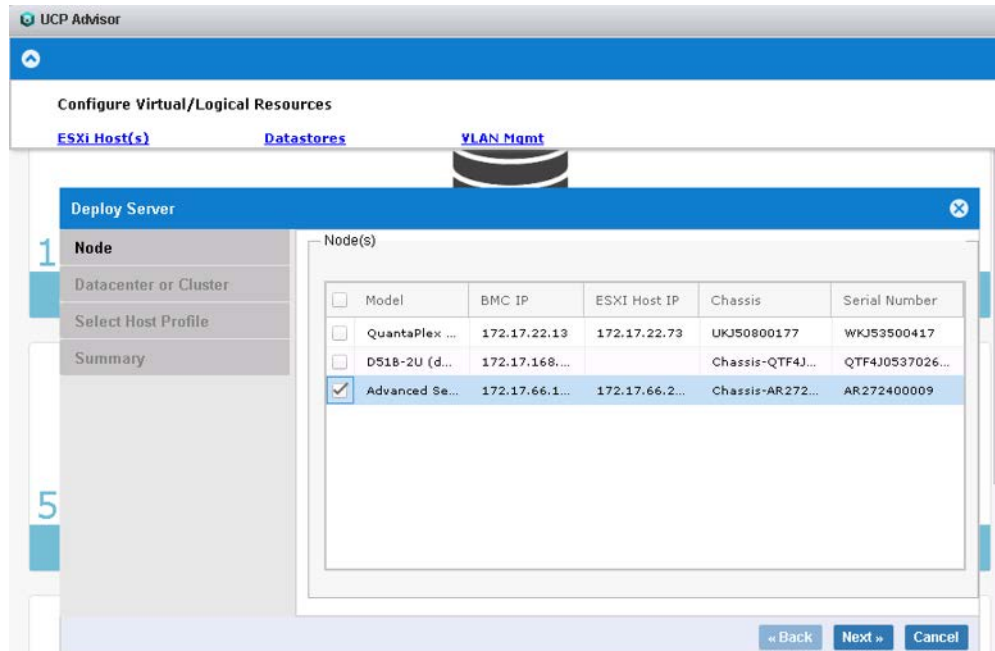 UCP Advisor
Configure Virtual/Logical Resources
ESXi Host(s) Datastores VLAN Mgmt
Deploy Server
1
Node
Datacenter or Cluster
Select Host Profile
Summary
Node(s)
Model BMC IP ESXI Host IP Chassis Serial Number
QuantaPlex ... 172.17.22.13 172.17.22.73 UKJ50800177 WKJ53500417
D51B-2U (d... 172.17.168.... Chassis-QTF4J... QTF4J0537026...
Advanced Se... 172.17.66.1... 172.17.66.2... Chassis-AR272... AR272400009
5
« Back Next » Cancel